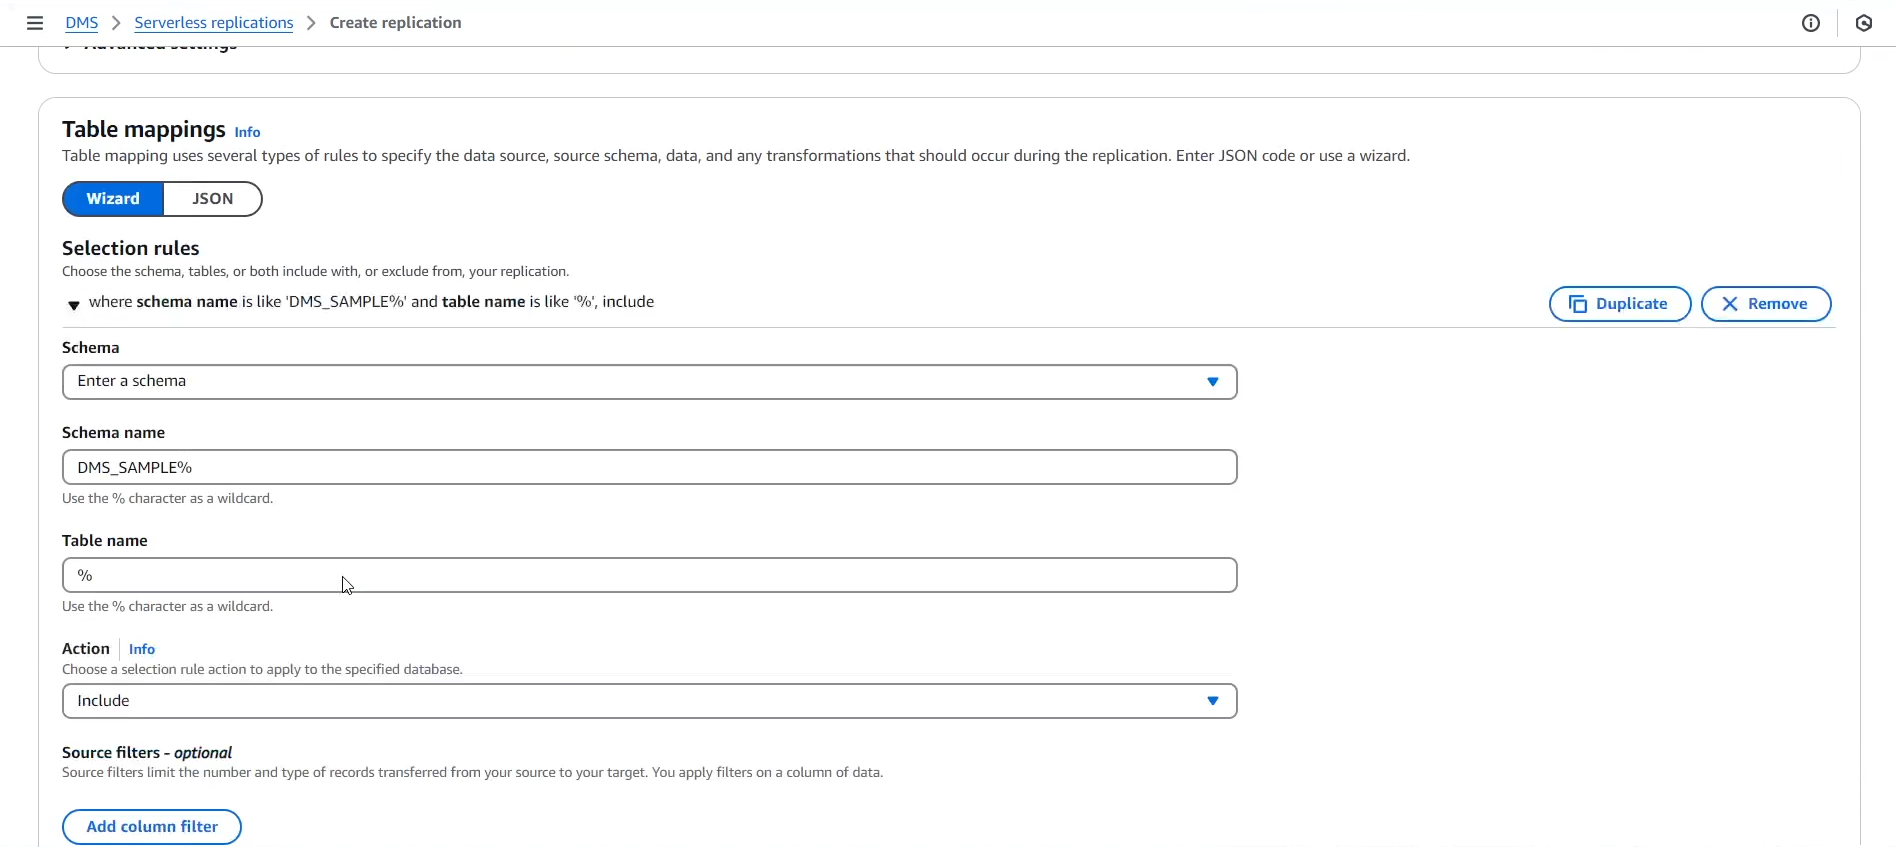 DMS > Serverless replications > Create replication
Advanced settings
Table mappings Info
Table mapping uses several types of rules to specify the data source, source schema, data, and any transformations that should occur during the replication. Enter JSON code or use a wizard.
Wizard JSON
Selection rules
Choose the schema, tables, or both include with, or exclude from, your replication.
where schema name is like 'DMS_SAMPLE%' and table name is like '%', include
Duplicate Remove
Schema
Enter a schema
Schema name
DMS_SAMPLE%
Use the % character as a wildcard.
Table name
%
Use the % character as a wildcard.
Action Info
Choose a selection rule action to apply to the specified database.
Include
Source filters - optional
Source filters limit the number and type of records transferred from your source to your target. You apply filters on a column of data.
Add column filter